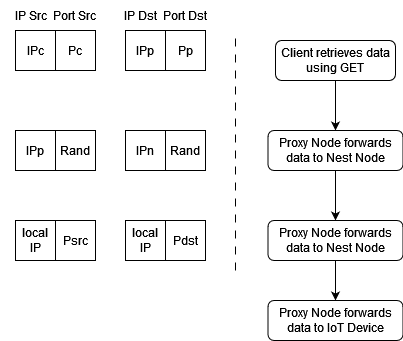 IP Src Port Src IP Dst Port Dst
IPc Pc IPp Pp
Client retrieves data
using GET
IPp Rand IPn Rand
Proxy Node forwards
data to Nest Node
local
IP Psrc local
IP Pdst
Proxy Node forwards
data to Nest Node
Proxy Node forwards
data to IoT Device